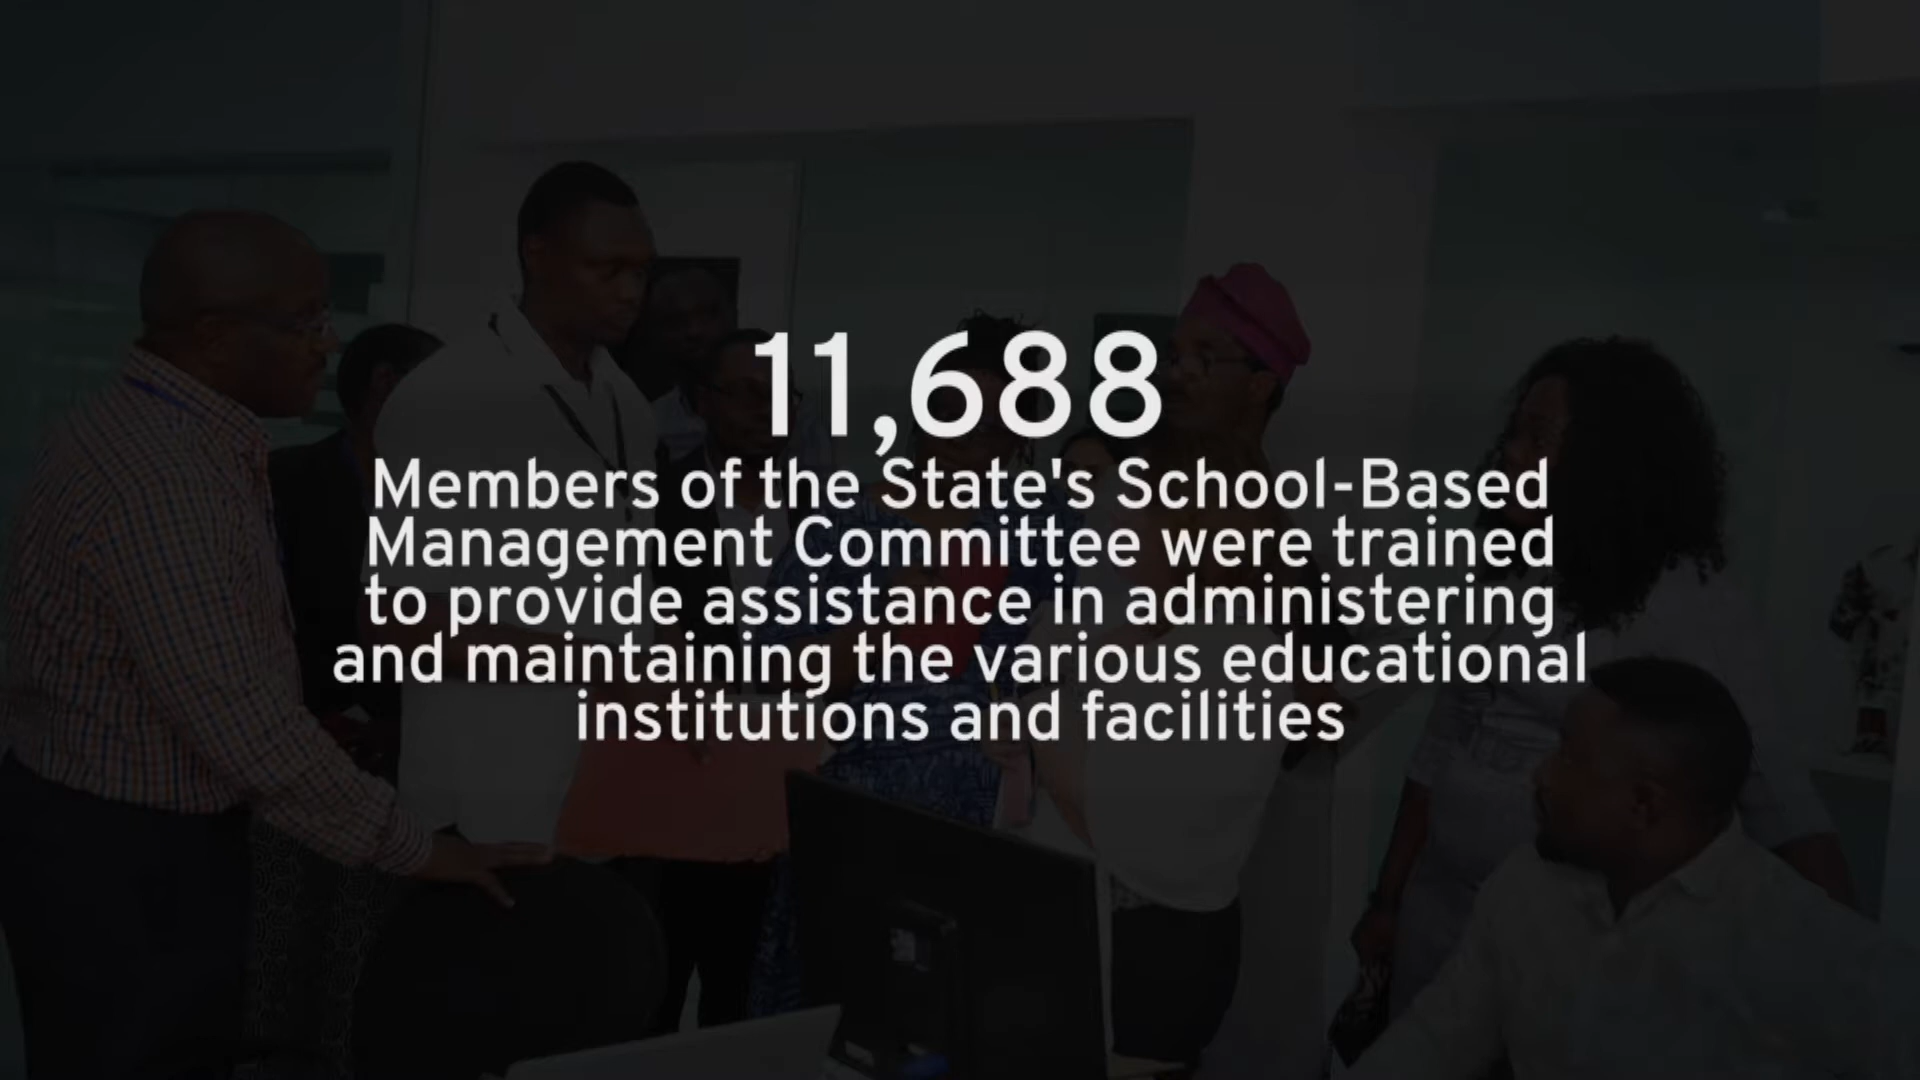 11,688
Members of the State's School-Based
Management Committee were trained
to provide assistance in administering
and maintaining the various educational
institutions and facilities